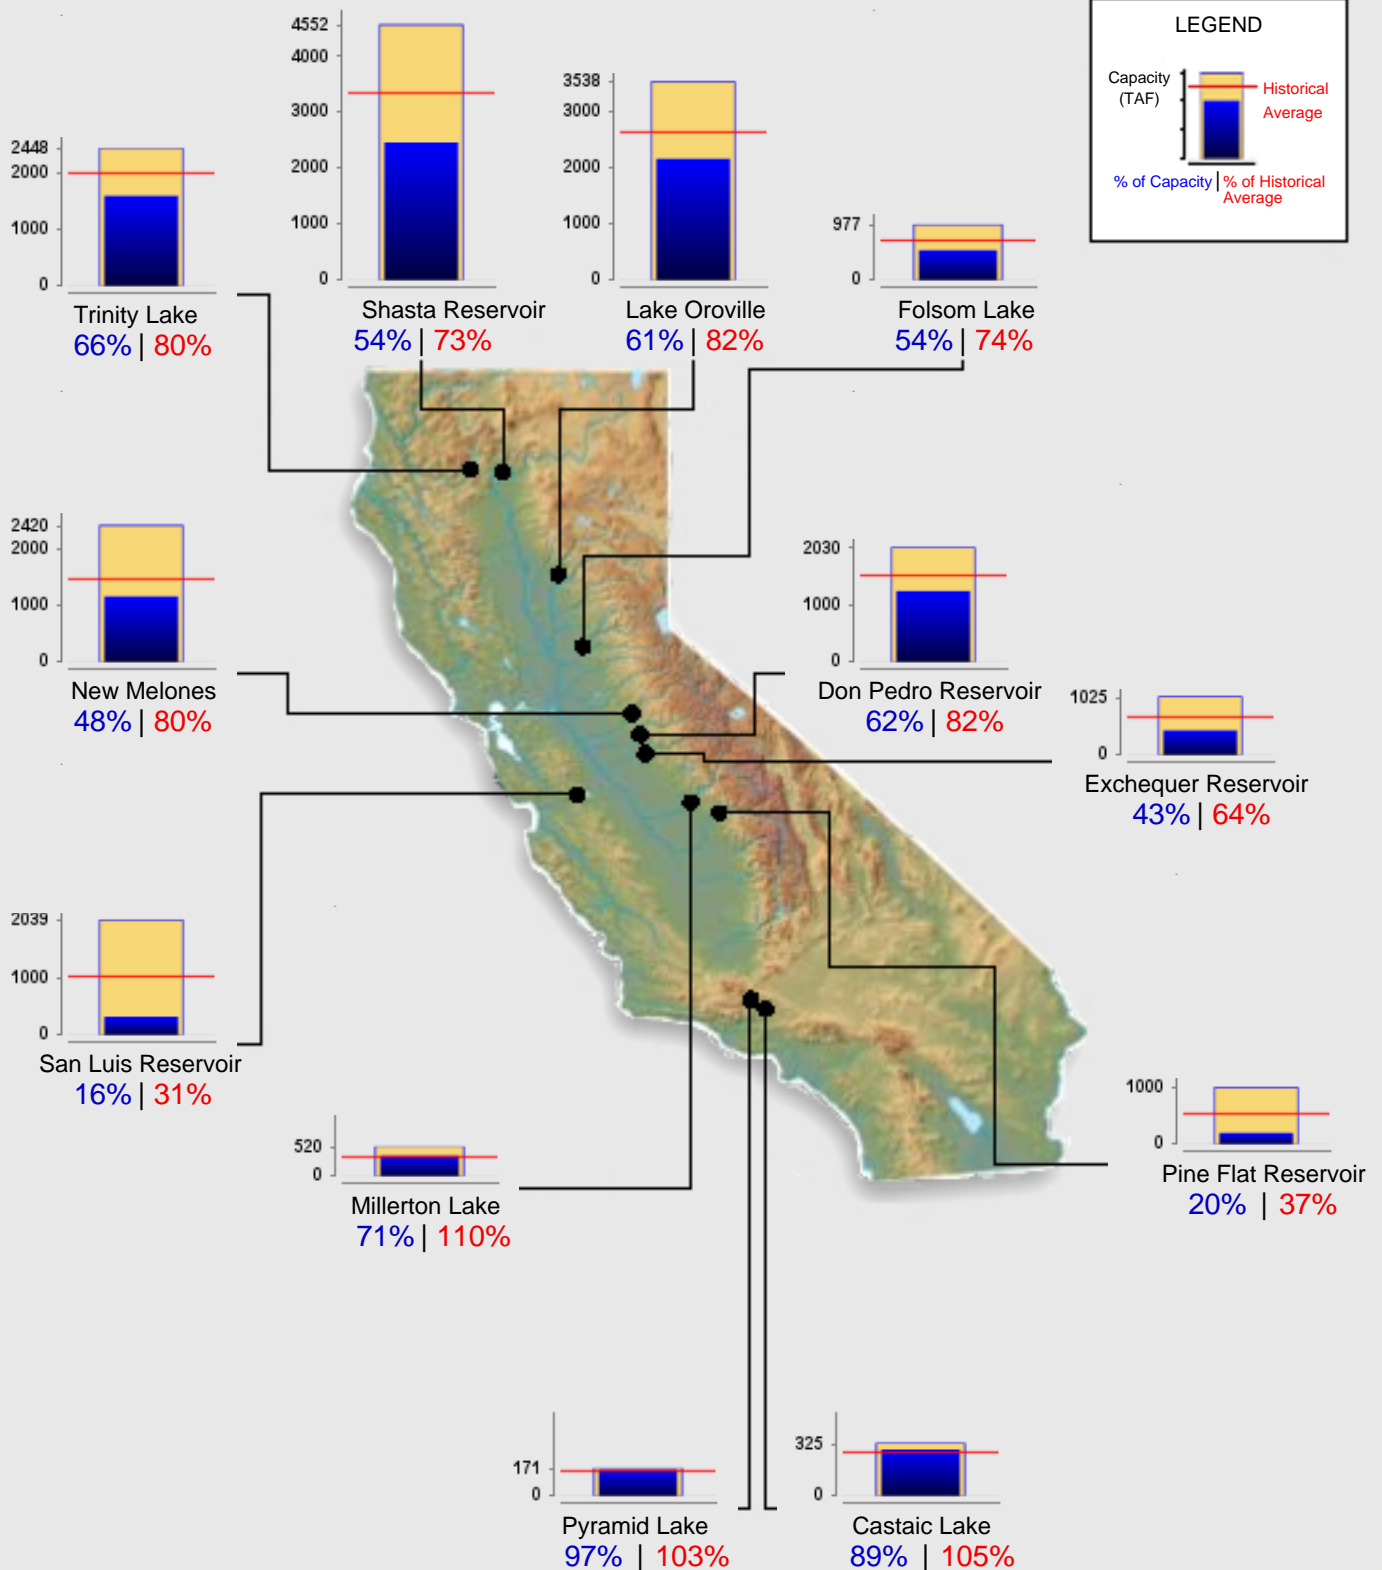 LEGEND
Capacity
(TAF)
Historical
Average
% of Capacity | % of Historical
Average
4552
4000
3000
2000
1000
0
Shasta Reservoir
54% | 73%
3538
3000
2000
1000
0
Lake Oroville
61% | 82%
2448
2000
1000
0
Trinity Lake
66% | 80%
977
0
Folsom Lake
54% | 74%
2420
2000
1000
0
New Melones
48% | 80%
2030
1000
0
Don Pedro Reservoir
62% | 82%
1025
0
Exchequer Reservoir
43% | 64%
2039
1000
0
San Luis Reservoir
16% | 31%
520
0
Millerton Lake
71% | 110%
1000
0
Pine Flat Reservoir
20% | 37%
171
0
Pyramid Lake
97% | 103%
325
0
Castaic Lake
89% | 105%